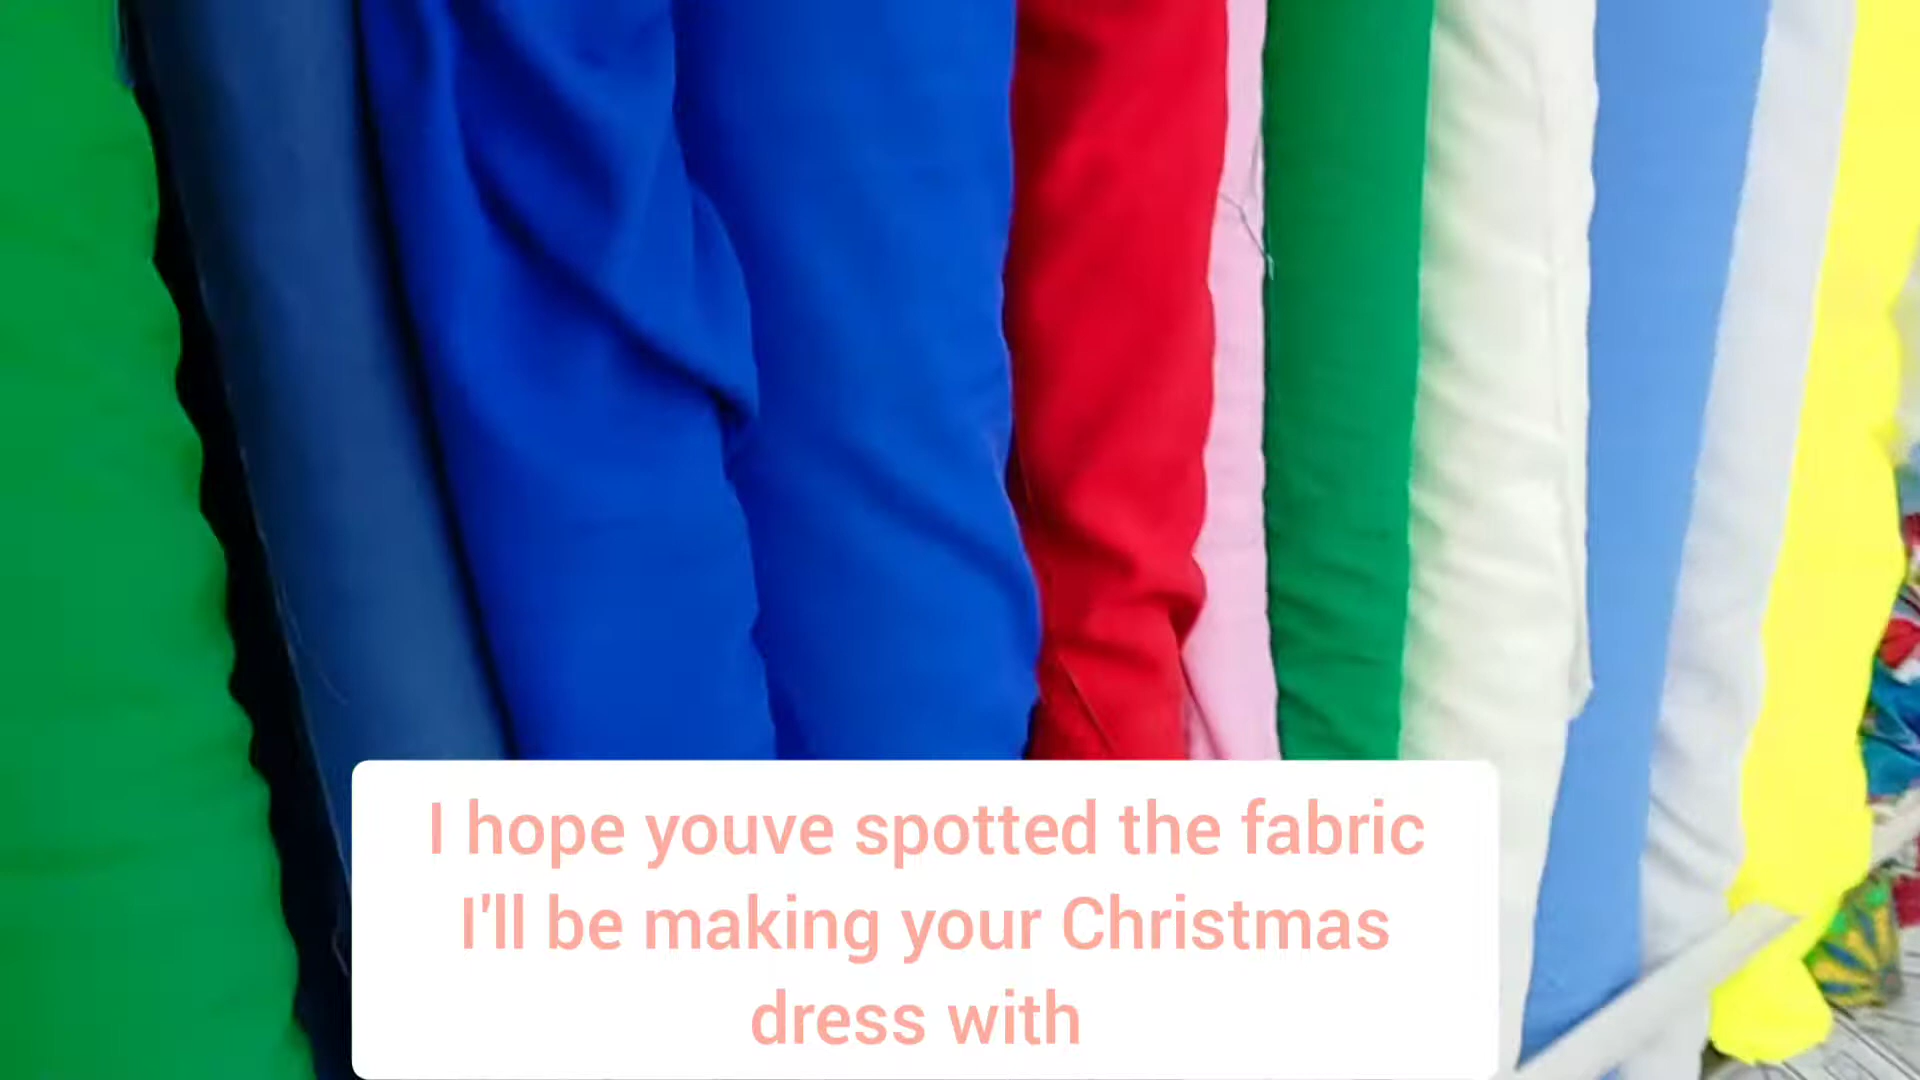 I hope youve spotted the fabric
I'll be making your Christmas
dress with